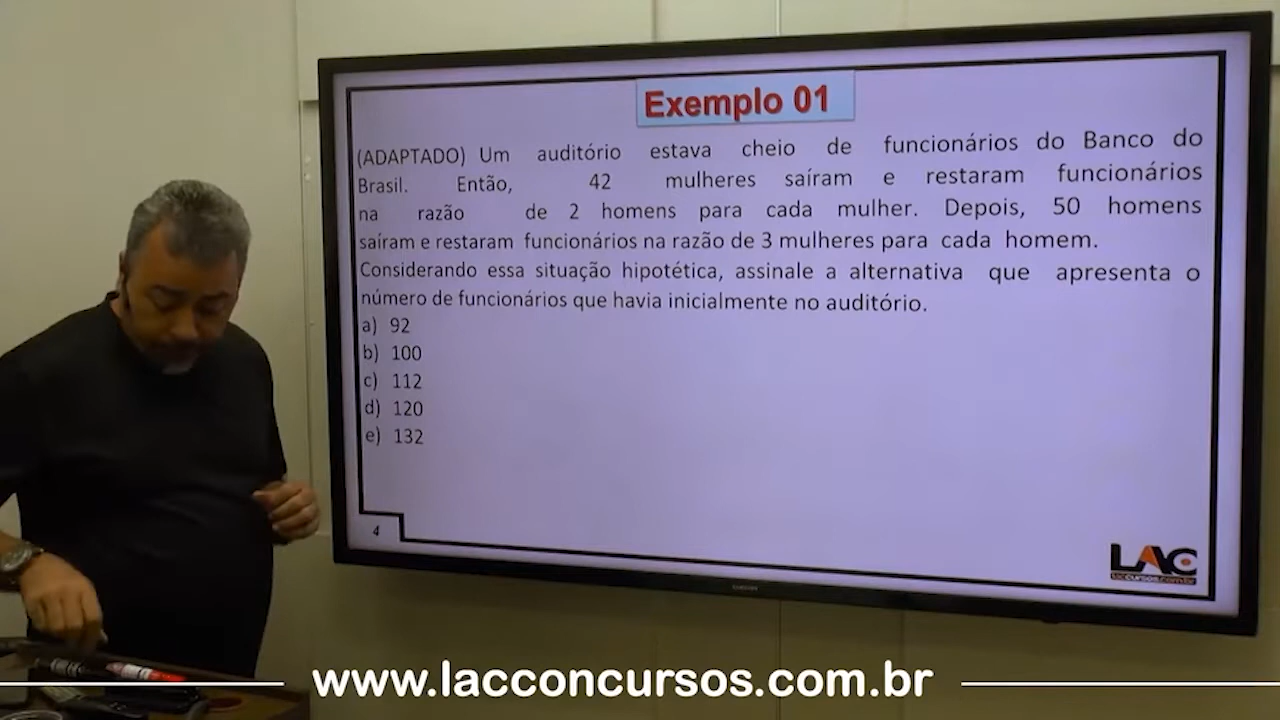 Exemplo 01
(ADAPTADO) Um auditório estava cheio de funcionários do Banco do
Brasil. Então, 42 mulheres saíram e restaram funcionários
na razão de 2 homens para cada mulher. Depois, 50 homens
saíram e restaram funcionários na razão de 3 mulheres para cada homem.
Considerando essa situação hipotética, assinale a alternativa que apresenta o
número de funcionários que havia inicialmente no auditório.
a) 92
b) 100
c) 112
d) 120
e) 132
4
LAC
laccursos.com.br
www.lacconcursos.com.br